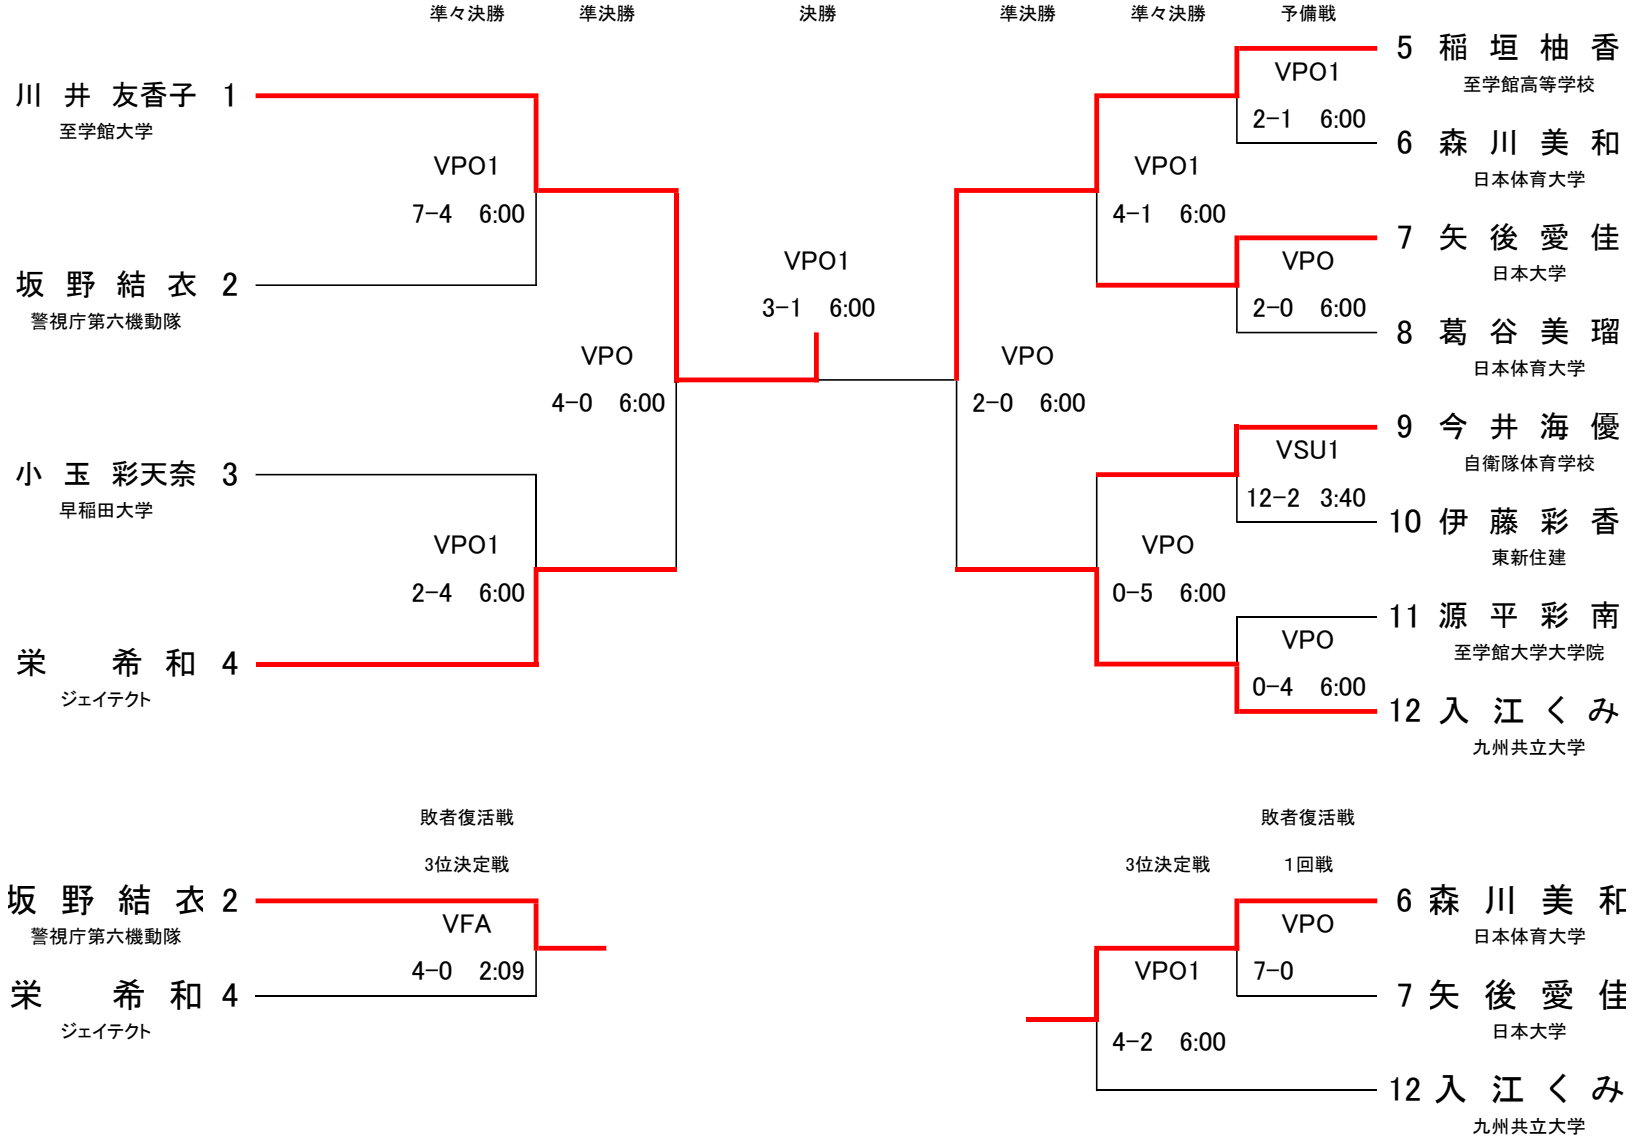 準々決勝 準決勝 決勝 準決勝 準々決勝 予備戦
5 稲垣柚香
VPO1
至学館高等学校
川井友香子 1
2-1 6:00
至学館大学
6 森川美和
VPO1 VPO1
日本体育大学
7-4 6:00 4-1 6:00
7 矢後愛佳
VPO1 VPO
日本大学
坂野結衣 2
3-1 6:00 2-0 6:00
警視庁第六機動隊
8 葛谷美瑠
VPO VPO
日本体育大学
4-0 6:00 2-0 6:00
9 今井海優
VSU1
自衛隊体育学校
小玉彩天奈 3
12-2 3:40
早稲田大学
10 伊藤彩香
VPO1 VPO
東新住建
2-4 6:00 0-5 6:00
11 源平彩南
VPO
至学館大学大学院
栄希和 4
0-4 6:00
ジェイテクト
12 入江くみ
九州共立大学
敗者復活戦 敗者復活戦
3位決定戦 3位決定戦 1回戦
坂野結衣 2 6 森川美和
VFA VPO
警視庁第六機動隊 日本体育大学
4-0 2:09 VPO1 7-0
栄希和 4 7 矢後愛佳
ジェイテクト 日本大学
4-2 6:00
12 入江くみ
九州共立大学